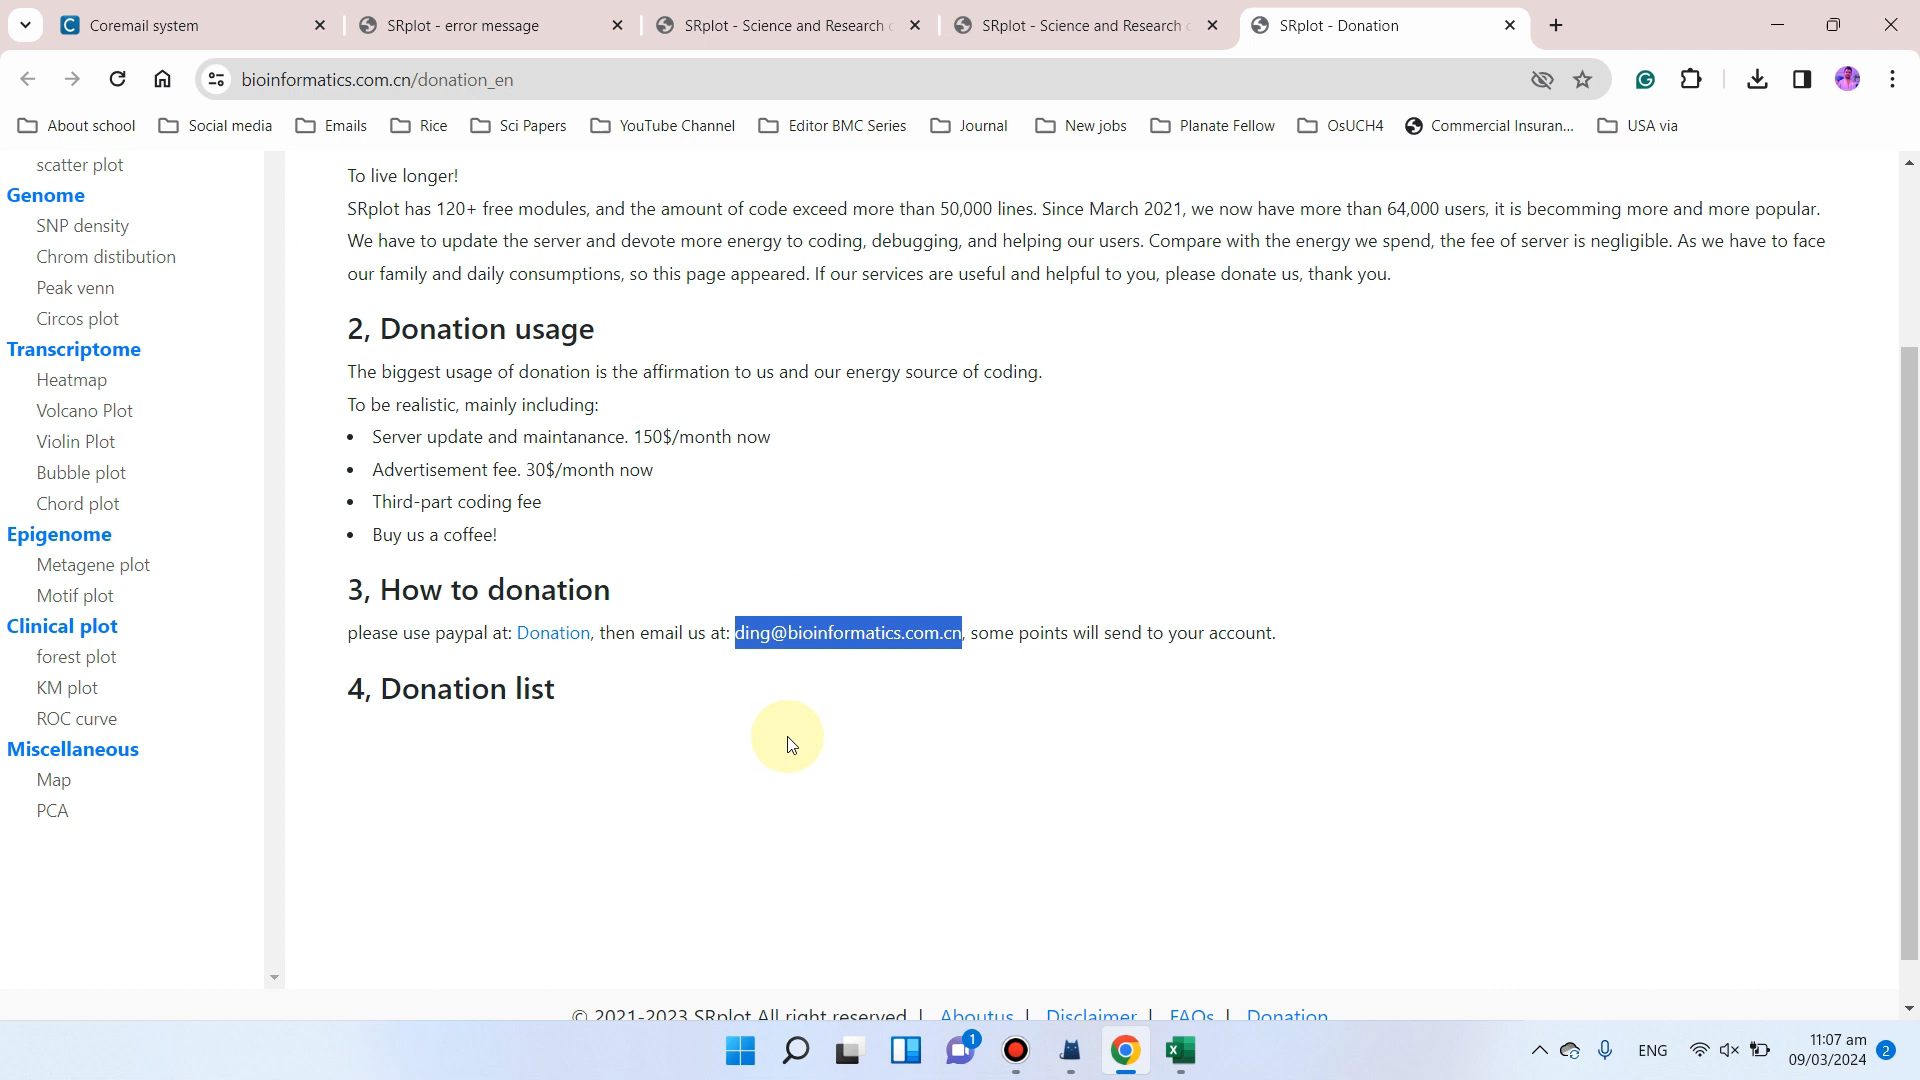 Coremail system
SRplot - error message
SRplot - Science and Research c
SRplot - Science and Research c
SRplot - Donation
bioinformatics.com.cn/donation_en
About school
Social media
Emails
Rice
Sci Papers
YouTube Channel
Editor BMC Series
Journal
New jobs
Planate Fellow
OsUCH4
Commercial Insuran...
USA via
scatter plot
Genome
SNP density
Chrom distibution
Peak venn
Circos plot
Transcriptome
Heatmap
Volcano Plot
Violin Plot
Bubble plot
Chord plot
Epigenome
Metagene plot
Motif plot
Clinical plot
forest plot
KM plot
ROC curve
Miscellaneous
Map
PCA
To live longer!
SRplot has 120+ free modules, and the amount of code exceed more than 50,000 lines. Since March 2021, we now have more than 64,000 users, it is becomming more and more popular.
We have to update the server and devote more energy to coding, debugging, and helping our users. Compare with the energy we spend, the fee of server is negligible. As we have to face
our family and daily consumptions, so this page appeared. If our services are useful and helpful to you, please donate us, thank you.
2, Donation usage
The biggest usage of donation is the affirmation to us and our energy source of coding.
To be realistic, mainly including:
• Server update and maintanance. 150$/month now
• Advertisement fee. 30$/month now
• Third-part coding fee
• Buy us a coffee!
3, How to donation
please use paypal at: Donation, then email us at: ding@bioinformatics.com.cn, some points will send to your account.
4, Donation list
© 2021-2023 SRplot All right reserved | Aboutus | Disclaimer | FAQs | Donation
1
ENG
11:07 am
09/03/2024
2